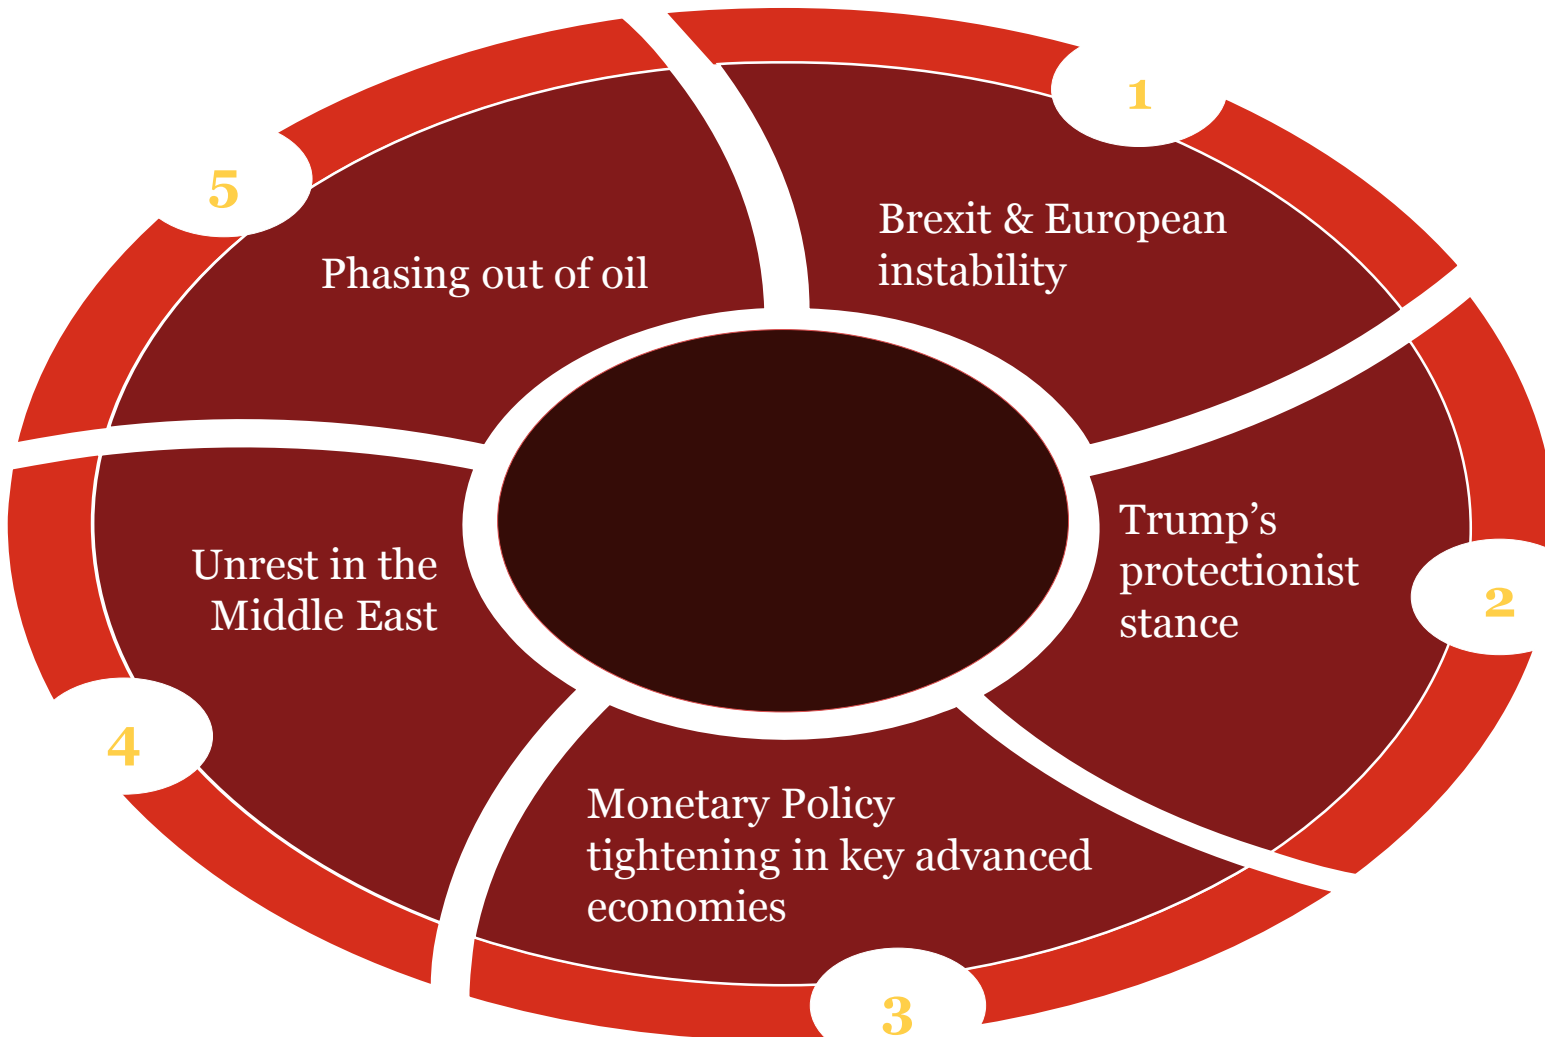 1
Brexit & European
instability
2
Trump’s
protectionist
stance
3
Monetary Policy
tightening in key advanced
economies
4
Unrest in the
Middle East
5
Phasing out of oil